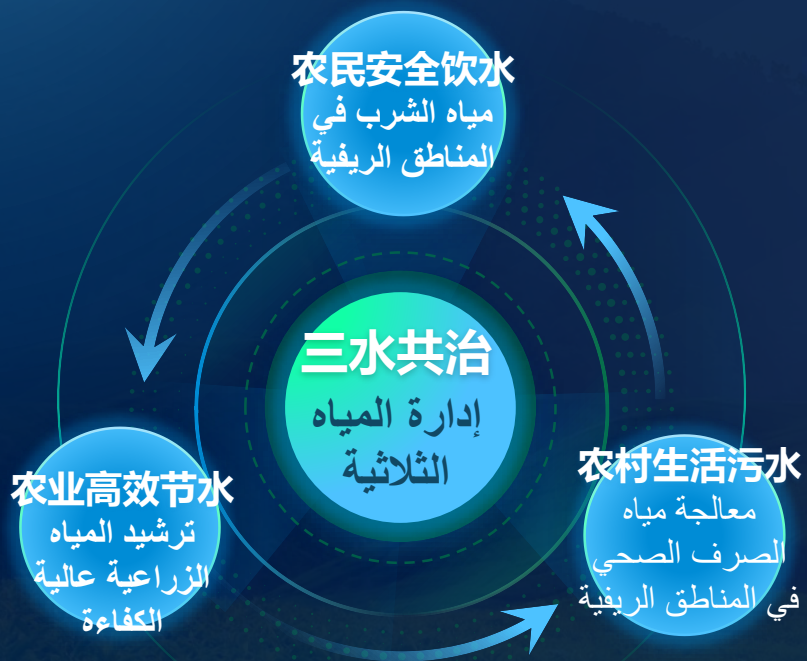 农民安全饮水
مياه الشرب في
المناطق الريفية
三水共治
إدارة المياه
الثلاثية
农业高效节水
ترشيد المياه
الزراعية عالية
الكفاءة
农村生活污水
معالجة مياه
الصرف الصحي
في المناطق الريفية